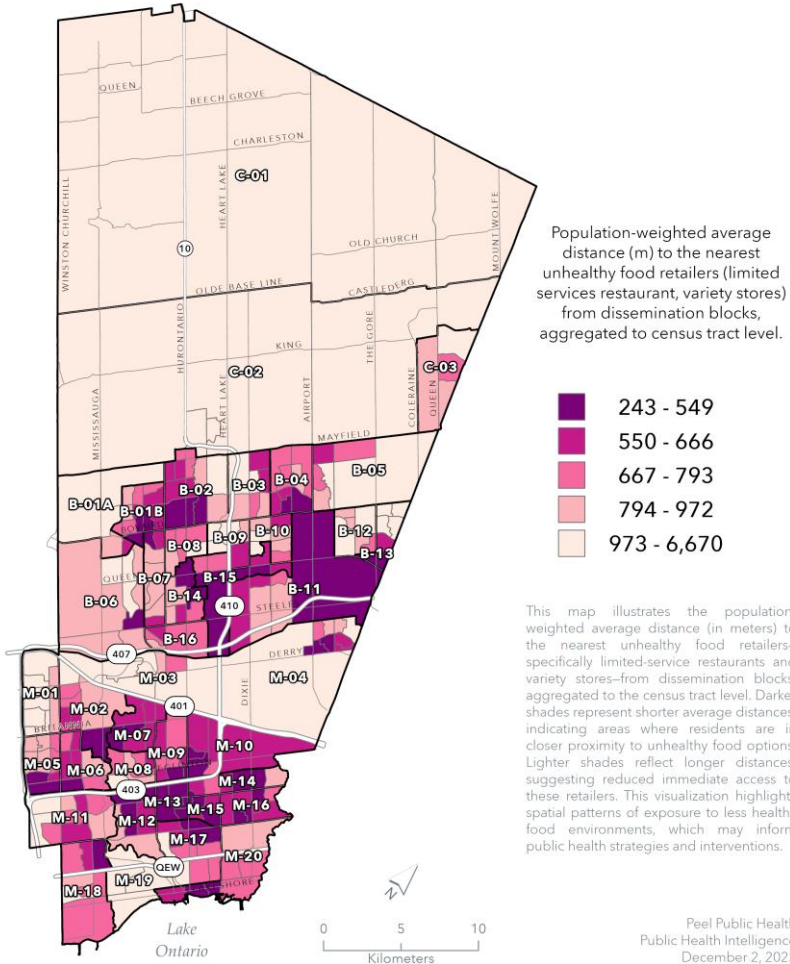 QUEEN
BEECH GROVE
CHARLESTON
WINSTON CHURCHILL
HEART LAKE
C-01
MOUNT WOLFE
OLD CHURCH
10
OLDE BASE LINE
CASTLEDERG
HURONTARIO
KING
THE GORE
C-03
C-02
HEART LAKE
AIRPORT
COLERAINE
QUEEN
MISSISSAUGA
MAYFIELD
B-01A
B-01B
B-02
B-03
B-04
B-05
B-08
B-09
B-10
B-12
B-13
QUEEN
B-07
B-15
B-06
B-14
B-11
410
B-16
407
DERRY
M-03
M-04
M-01
DIXIE
M-02
401
BRITANNIA
M-07
M-09
M-10
M-05
M-06
M-08
403
M-13
M-14
M-11
M-12
M-15
M-16
M-17
M-20
QEW
M-18
M-19
Lake
Ontario
N
0 5 10
Kilometers
Population-weighted average
distance (m) to the nearest
unhealthy food retailers (limited
services restaurant, variety stores)
from dissemination blocks,
aggregated to census tract level.
243 - 549
550 - 666
667 - 793
794 - 972
973 - 6,670
This map illustrates the population
weighted average distance (in meters) to
the nearest unhealthy food retailers–
specifically limited-service restaurants and
variety stores–from dissemination blocks
aggregated to the census tract level. Darke
shades represent shorter average distances
indicating areas where residents are i
closer proximity to unhealthy food options
Lighter shades reflect longer distances
suggesting reduced immediate access to
these retailers. This visualization highlight
spatial patterns of exposure to less health
food environments, which may inform
public health strategies and interventions.
Peel Public Health
Public Health Intelligence
December 2, 202